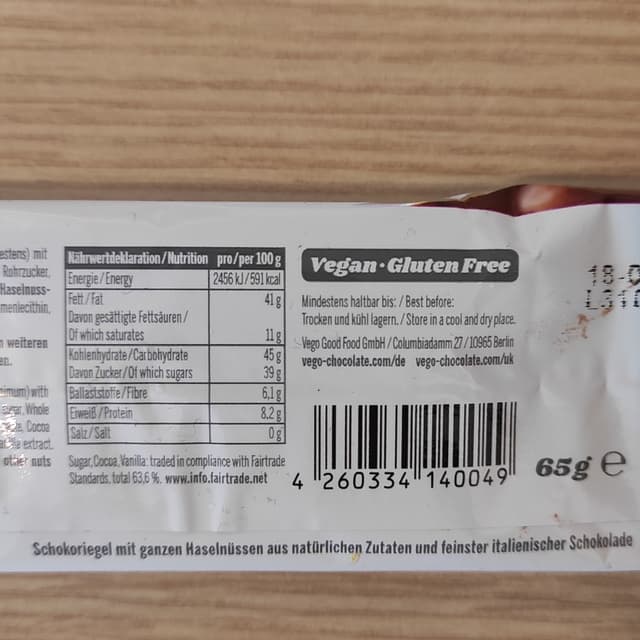 estens) mit
Rohrzucker,
Haselnuss-
menlecithin,
weiteren
en.
with
Whole
Cocoa
extract.
other nuts
Nährwertdeklaration/Nutrition pro/per 100 g
Energie/Energy 2456 kJ/591 kcal
Fett/Fat 41 g
Davon gesättigte Fettsäuren/
Of which saturates 11 g
Kohlenhydrate/Carbohydrate 45 g
Davon Zucker/Of which sugars 39 g
Ballaststoffe/Fibre 6,1 g
Eiweiß/Protein 8,2 g
Salz/Salt 0 g
Sugar, Cocoa, Vanilla: traded in compliance with Fairtrade
Standards, total 63,6 %. www.info.fairtrade.net
Vegan · Gluten Free
Mindestens haltbar bis: / Best before:
Trocken und kühl lagern. / Store in a cool and dry place.
Vego Good Food GmbH / Columbiadamm 27 / 10965 Berlin
vego-chocolate.com/de vego-chocolate.com/uk
18-0
4 260334 140049
65g e
Schokoriegel mit ganzen Haselnüssen aus natürlichen Zutaten und feinster italienischer Schokolade